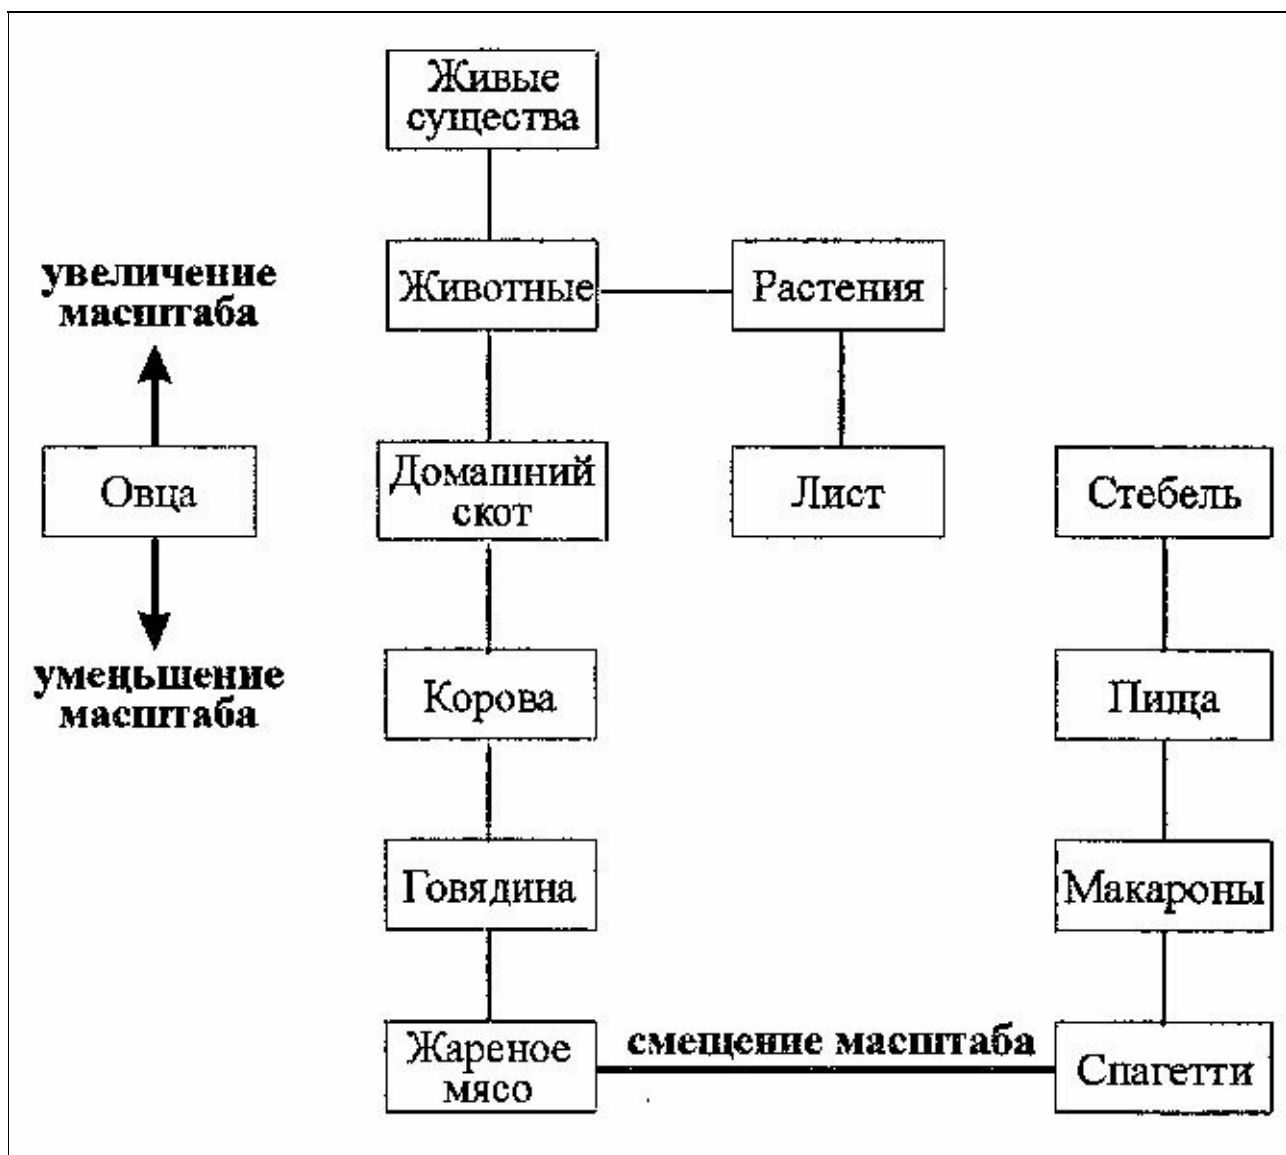 Живые
существа
увеличение
масштаба
Животные
Растения
Овца
Домашний
скот
Лист
Стебель
уменьшение
масштаба
Корова
Пища
Говядина
Макароны
Жареное
мясо
смещение масштаба
Спагетти